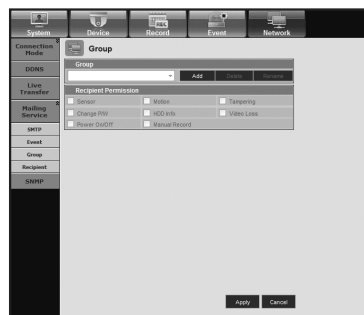 System Device Record Event Network
Connection Mode
DDNS
Live Transfer
Mailing Service
SMTP
Event
Group
Recipient
SNMP
Group
Group
Add Delete Rename
Recipient Permission
Sensor Motion Tampering
Change P/W HDD Info Video Loss
Power On/Off Manual Record
Apply Cancel